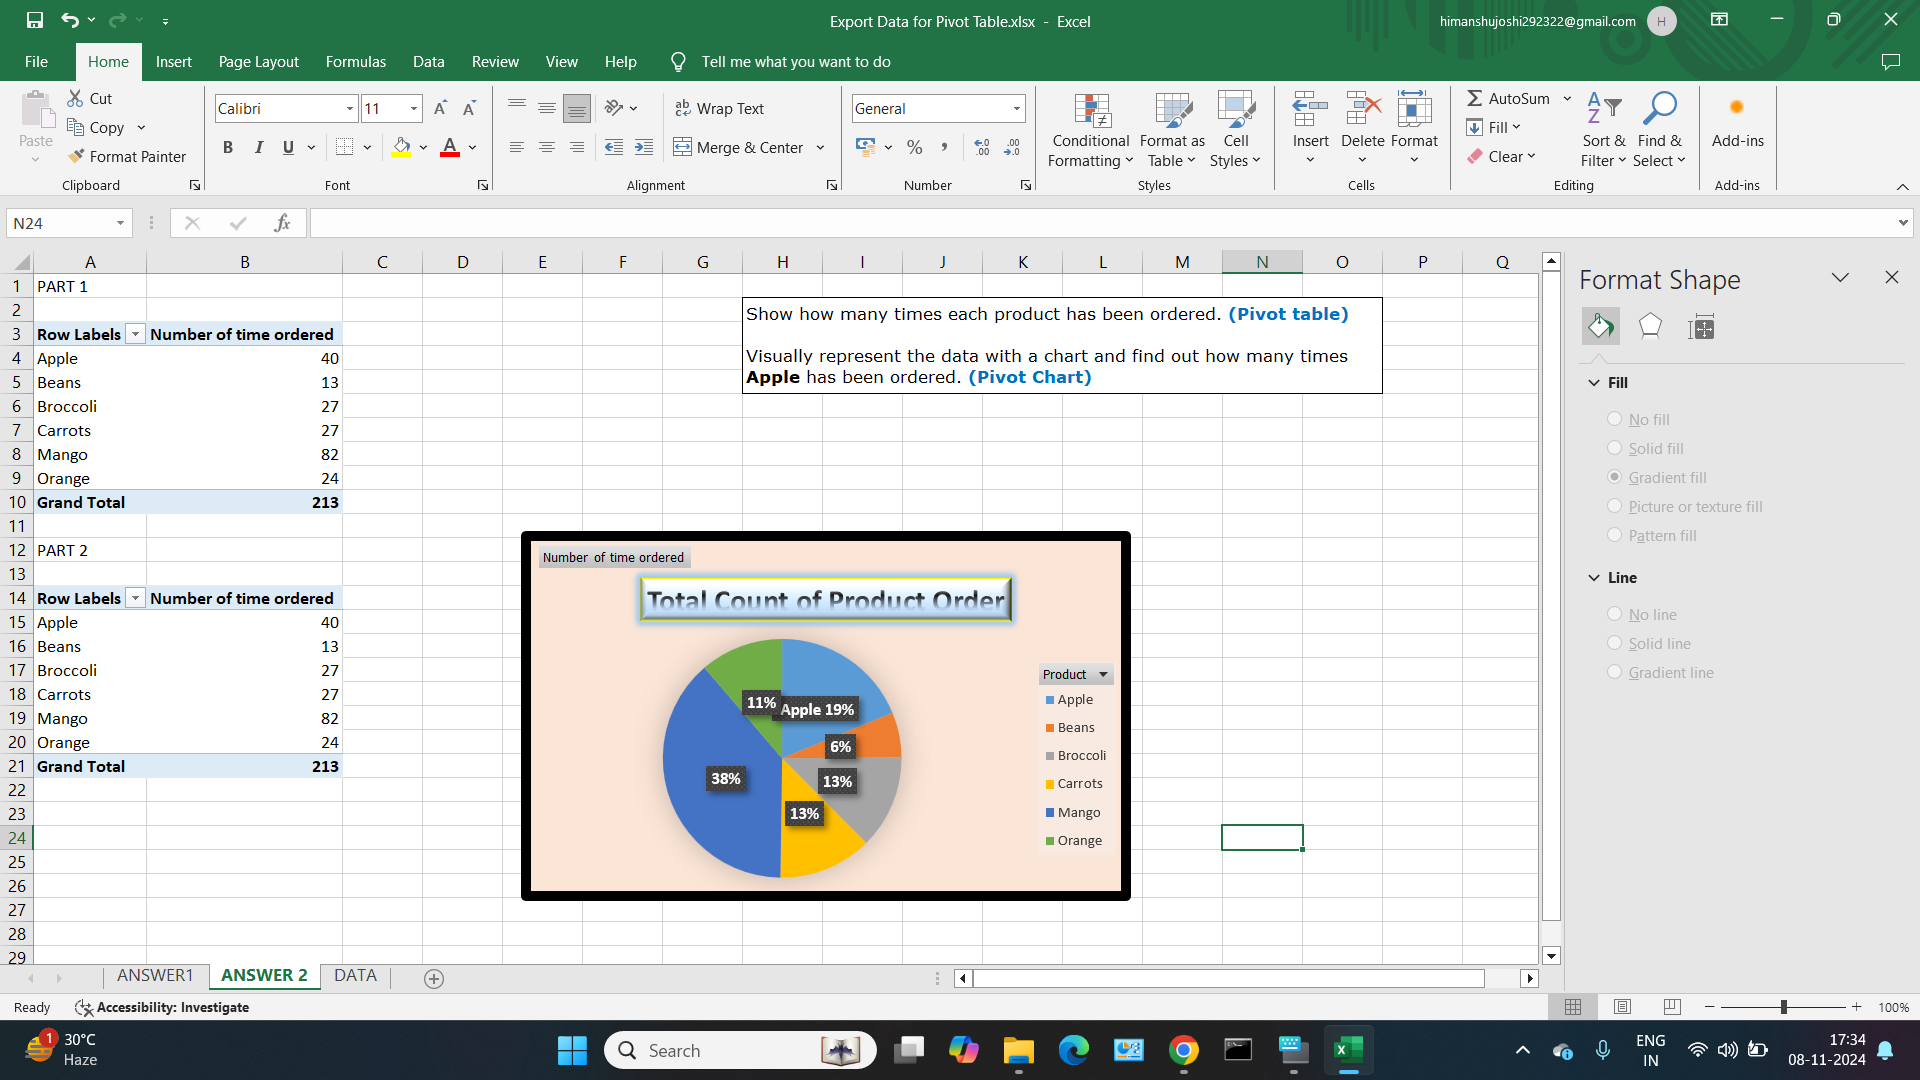 Export Data for Pivot Table.xlsx - Excel
himanshujoshi292322@gmail.com
H
File Home Insert Page Layout Formulas Data Review View Help Tell me what you want to do
Paste
Cut
Copy
Format Painter
Clipboard
Calibri 11
B I U
Font
ab Wrap Text
Merge & Center
Alignment
General
Number
Conditional Formatting
Format as Table
Cell Styles
Styles
Insert Delete Format
Cells
AutoSum
Fill
Clear
Sort & Filter
Find & Select
Editing
Add-ins
Add-ins
N24
fx
A B C D E F G H I J K L M N O P Q
1 PART 1
2
3 Row Labels Number of time ordered
4 Apple 40
5 Beans 13
6 Broccoli 27
7 Carrots 27
8 Mango 82
9 Orange 24
10 Grand Total 213
11
12 PART 2
13
14 Row Labels Number of time ordered
15 Apple 40
16 Beans 13
17 Broccoli 27
18 Carrots 27
19 Mango 82
20 Orange 24
21 Grand Total 213
22
23
24
25
26
27
28
29
Show how many times each product has been ordered. (Pivot table)
Visually represent the data with a chart and find out how many times
Apple has been ordered. (Pivot Chart)
Number of time ordered
Total Count of Product Order
11%
Apple 19%
6%
13%
38%
13%
Product
Apple
Beans
Broccoli
Carrots
Mango
Orange
Format Shape
Fill
No fill
Solid fill
Gradient fill
Picture or texture fill
Pattern fill
Line
No line
Solid line
Gradient line
ANSWER1 ANSWER 2 DATA
Ready Accessibility: Investigate
100%
1
30°C
Haze
Search
ENG
IN
17:34
08-11-2024